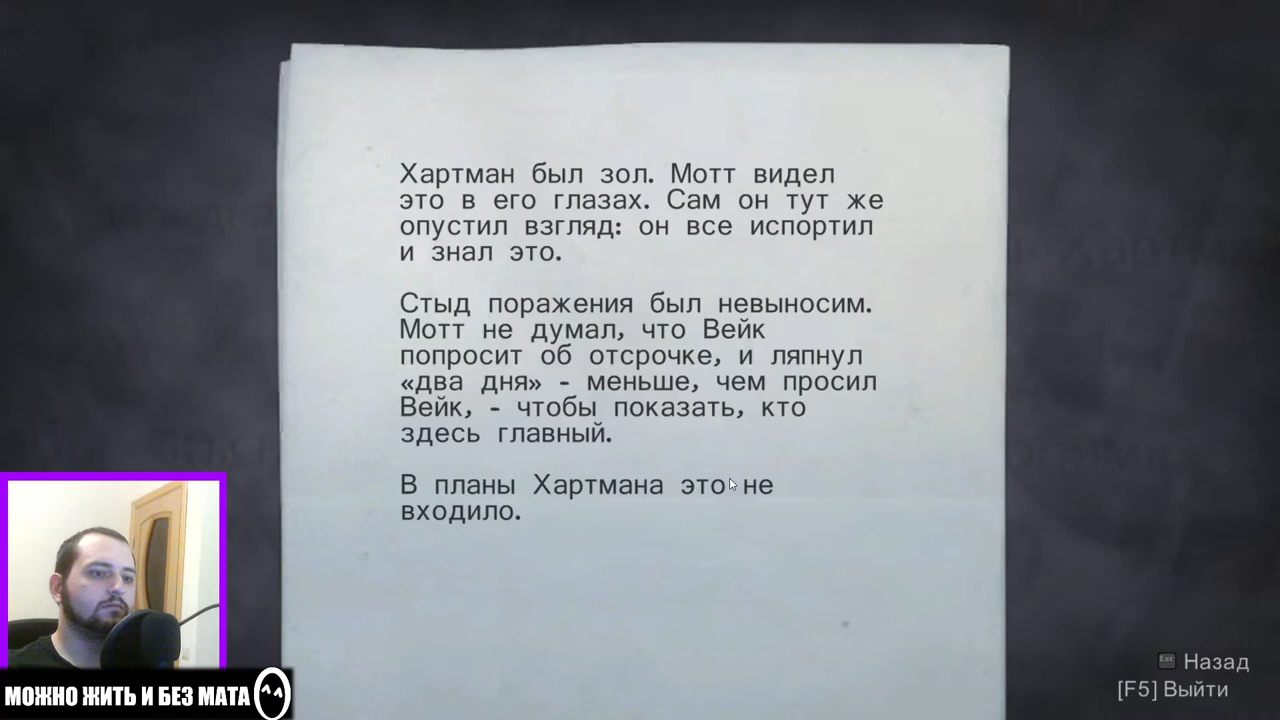 Хартман был зол. Мотт видел
это в его глазах. Сам он тут же
опустил взгляд: он все испортил
и знал это.
Стыд поражения был невыносим.
Мотт не думал, что Вейк
попросит об отсрочке, и ляпнул
«два дня» - меньше, чем просил
Вейк, - чтобы показать, кто
здесь главный.
В планы Хартмана это не
входило.
Esc Назад
[F5] Выйти
МОЖНО ЖИТЬ И БЕЗ МАТА